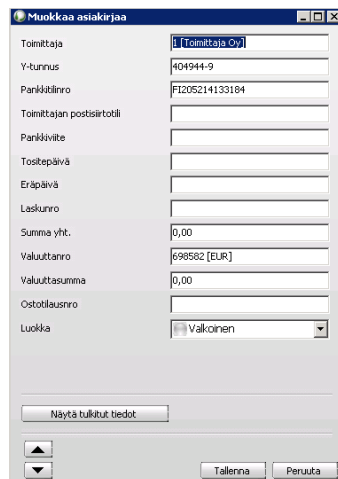 Muokkaa asiakirjaa
Toimittaja 1 [Toimittaja Oy]
Y-tunnus 404944-9
Pankkitilinro FI205214133184
Toimittajan postisiirtotili
Pankkiviite
Tositepäivä
Eräpäivä
Laskunro
Summa yht. 0,00
Valuuttanro 698582 [EUR]
Valuuttasumma 0,00
Ostotilausnro
Luokka Valkoinen
Näytä tulkitut tiedot
Tallenna Peruuta